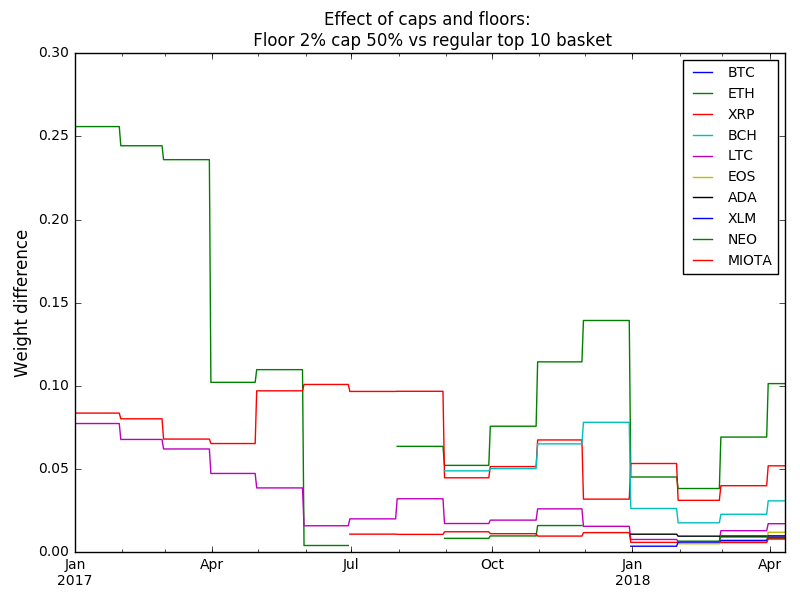 Effect of caps and floors:
Floor 2% cap 50% vs regular top 10 basket
Weight difference
0.30
0.25
0.20
0.15
0.10
0.05
0.00
Jan
2017
Apr
Jul
Oct
Jan
2018
Apr
BTC
ETH
XRP
BCH
LTC
EOS
ADA
XLM
NEO
MIOTA